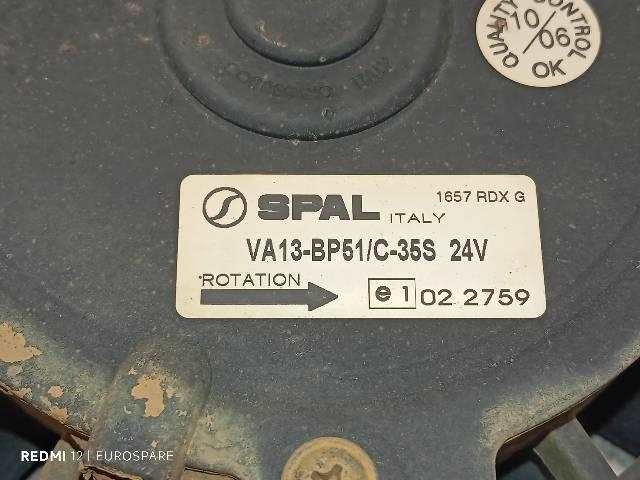 QUALITY CONTROL
10/06
OK
SPAL
ITALY
1657 RDX G
VA13-BP51/C-35S 24V
ROTATION
e1 02 2759
REDMI 12 | EUROSPARE